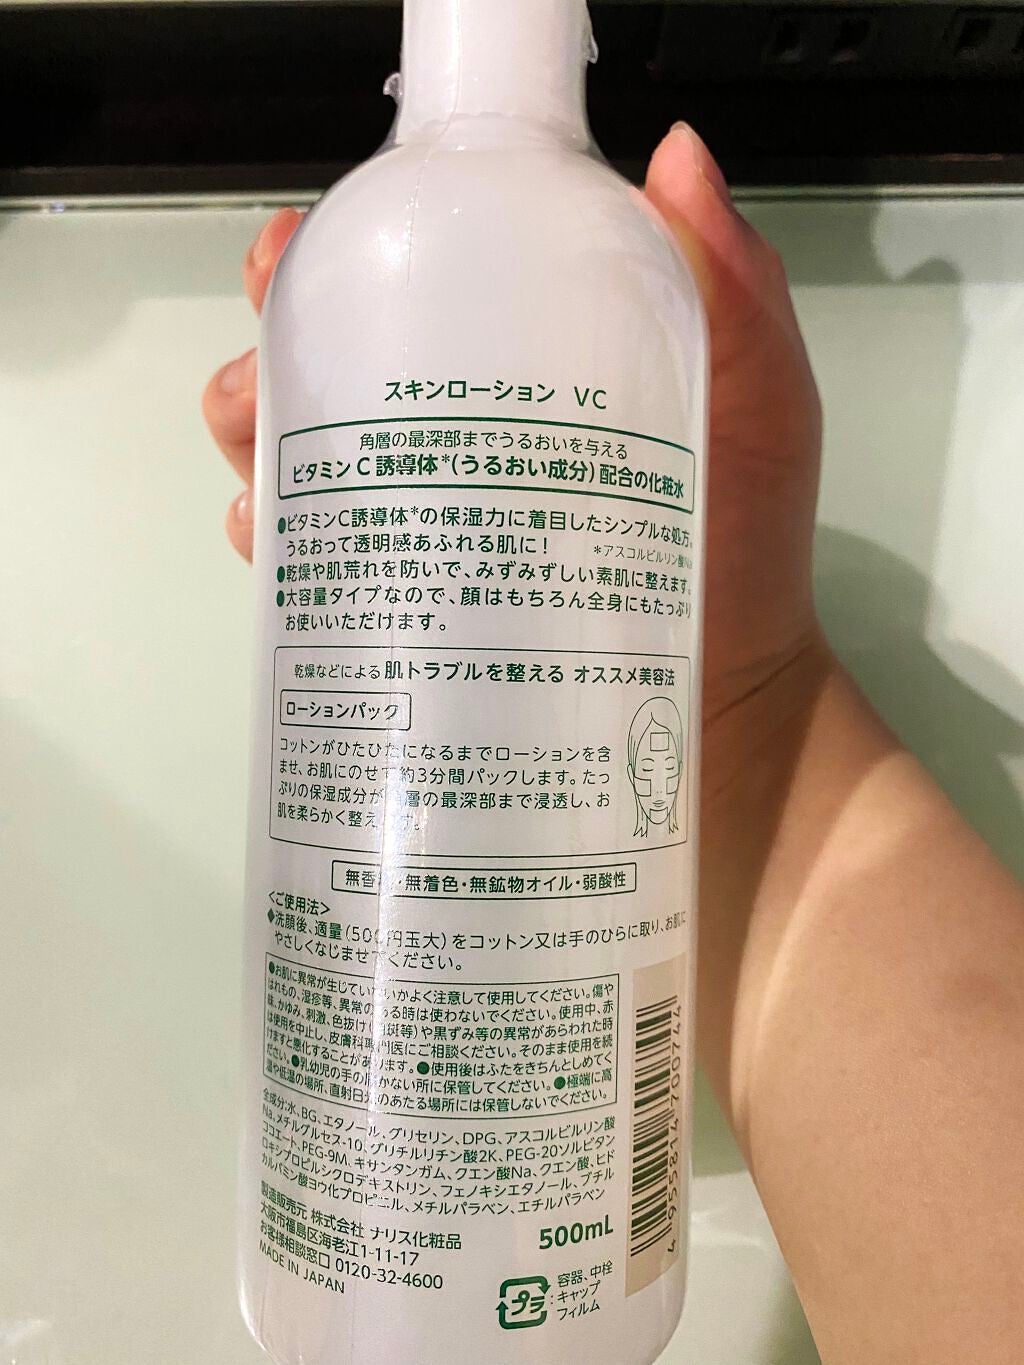 スキンローション VC
角層の最深部までうるおいを与える
ビタミンC誘導体*(うるおい成分)配合の化粧水
●ビタミンC誘導体*の保湿力に着目したシンプルな処方。
うるおって透明感あふれる肌に!
*アスコルビルリン酸Na
●乾燥や肌荒れを防いで、みずみずしい素肌に整えます。
●大容量タイプなので、顔はもちろん全身にもたっぷり
お使いいただけます。
乾燥などによる肌トラブルを整える オススメ美容法
ローションパック
コットンがひたひたになるまでローションを含
ませ、お肌にのせて約3分間パックします。たっ
ぷりの保湿成分が角層の最深部まで浸透し、お
肌を柔らかく整えます。
無香料・無着色・無鉱物オイル・弱酸性
<ご使用法>
◆洗顔後、適量(500円玉大)をコットン又は手のひらに取り、お肌に
やさしくなじませてください。
●お肌に異常が生じていないかよく注意して使用してください。傷や
はれもの、湿疹等、異常のある時は使わないでください。使用中、赤
味、かゆみ、刺激、色抜け(白斑等)や黒ずみ等の異常があらわれた時
は使用を中止し、皮膚科専門医にご相談ください。そのまま使用を続
けますと悪化することがあります。●使用後はふたをきちんとしめてく
ださい。●乳幼児の手の届かない所に保管してください。●極端に高
温や低温の場所、直射日光のあたる場所には保管しないでください。
全成分:水、BG、エタノール、グリセリン、DPG、アスコルビルリン酸
Na、メチルグルセス-10、グリチルリチン酸2K、PEG-20ソルビタン
ココエート、PEG-9M、キサンタンガム、クエン酸Na、クエン酸、ヒド
ロキシプロピルシクロデキストリン、フェノキシエタノール、ブチル
カルバミン酸ヨウ化プロピニル、メチルパラベン、エチルパラベン
製造販売元 株式会社 ナリス化粧品
大阪市福島区海老江1-11-17
お客様相談窓口 0120-32-4600
MADE IN JAPAN
500mL
プラ
:容器、中栓
キャップ
フィルム
4 955814 700744